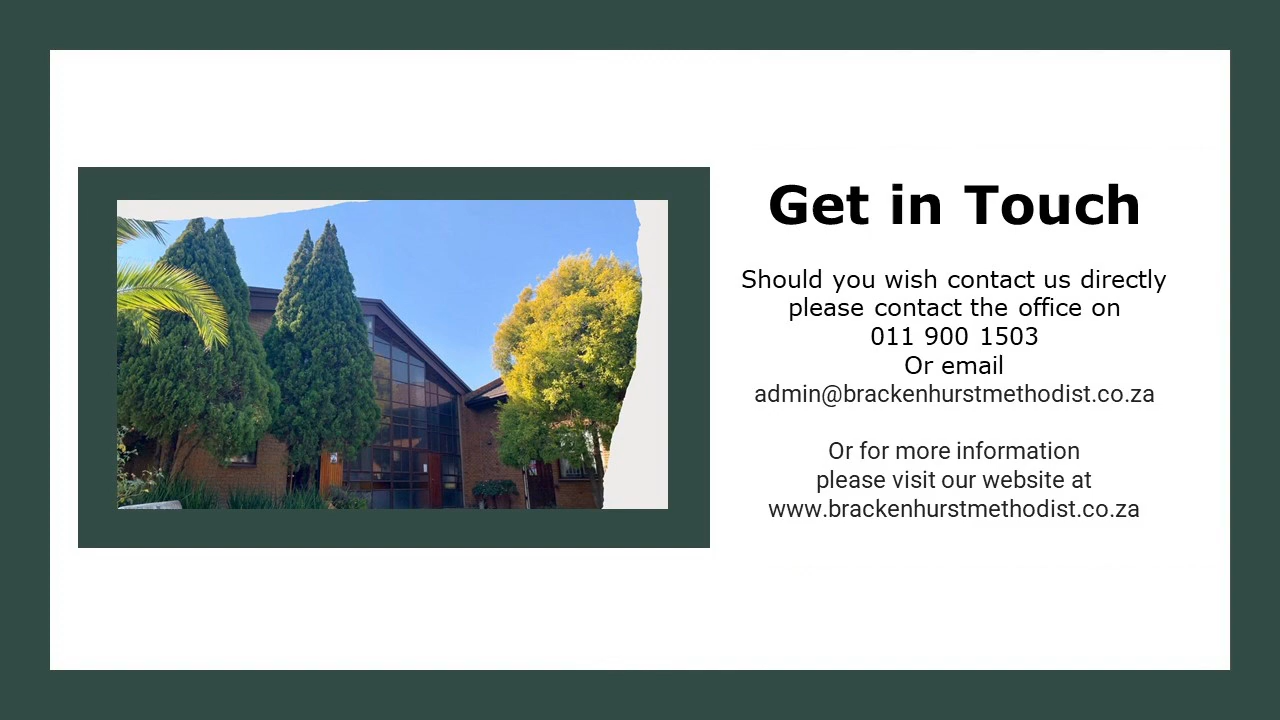 Get in Touch
Should you wish contact us directly
please contact the office on
011 900 1503
Or email
admin@brackenhurstmethodist.co.za
Or for more information
please visit our website at
www.brackenhurstmethodist.co.za